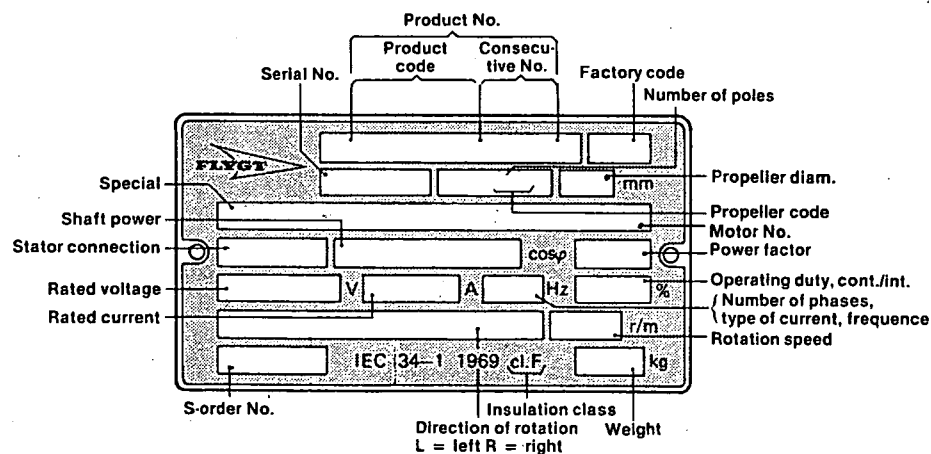 Product No.
Product code
Consecu-
tive No.
Serial No.
Factory code
Number of poles
FLYGT
mm
Propeller diam.
Special
Propeller code
Motor No.
Shaft power
Stator connection
cosφ
Power factor
Rated voltage
V
A
Hz
%
Operating duty, cont./int.
Number of phases,
type of current, frequence
Rated current
r/m
Rotation speed
IEC 34-1 1969 cl.F
kg
S-order No.
Insulation class
Direction of rotation
L = left R = right
Weight